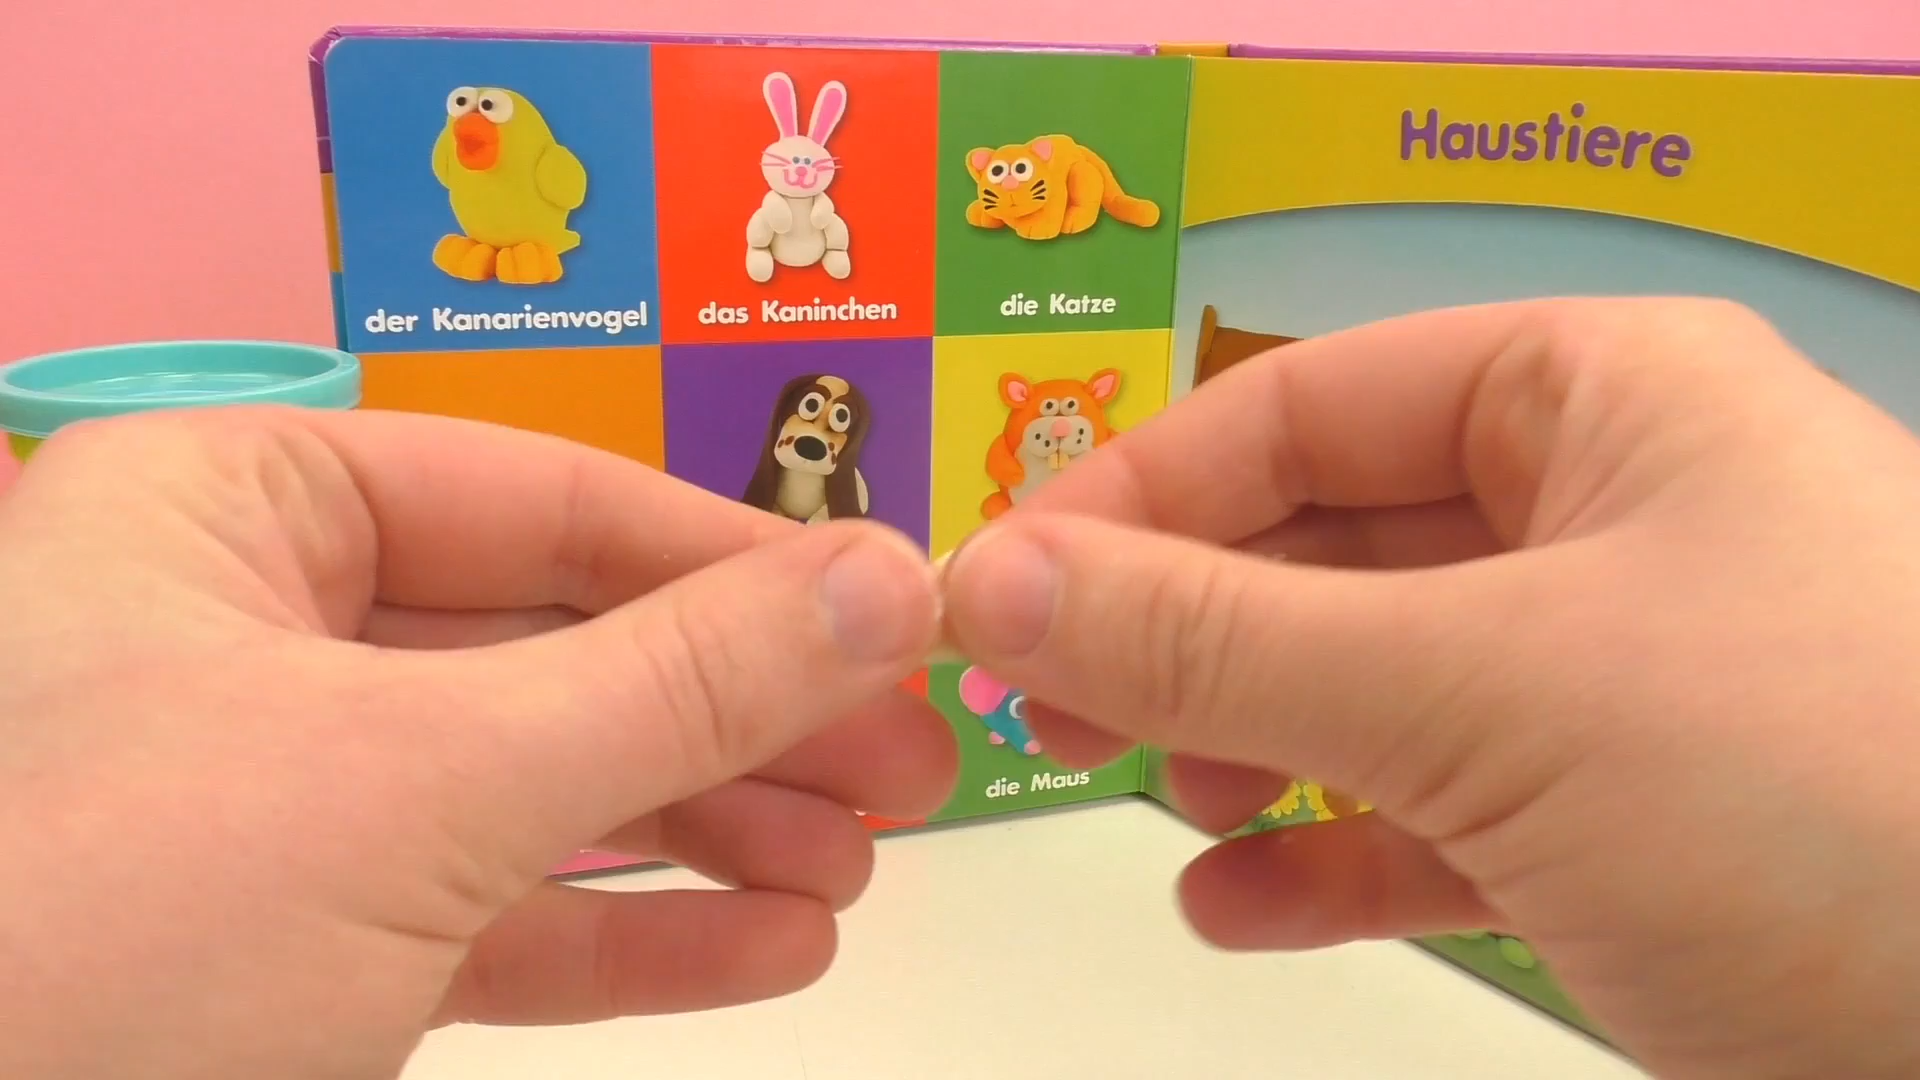 Haustiere
der Kanarienvogel
das Kaninchen
die Katze
die Maus